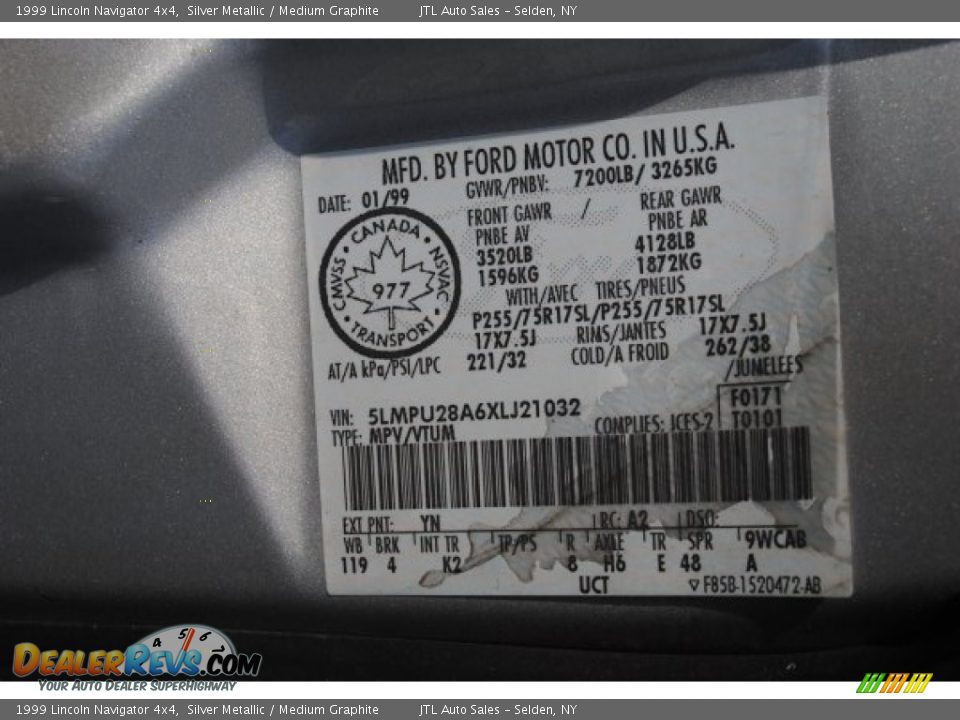 1999 Lincoln Navigator 4x4,  Silver Metallic / Medium Graphite JTL Auto Sales – Selden, NY
MFD. BY FORD MOTOR CO. IN U.S.A.
DATE: 01/99 GVWR/PNBV: 7200LB/ 3265KG
FRONT GAWR / REAR GAWR
PNBE AV PNBE AR
3520LB 4128LB
1596KG 1872KG
CANADA • NSVAC • TRANSPORT • CMVSS •
977
WITH/AVEC TIRES/PNEUS
P255/75R17SL/P255/75R17SL
17X7.5J RIMS/JANTES 17X7.5J
AT/A kPa/PSI/LPC 221/32 COLD/A FROID 262/38
/JUMELEES
VIN: 5LMPU28A6XLJ21032 F0171
TYPE: MPV/VTUM COMPLIES: ICES-2 T0101
EXT PNT: YN RC: A2 DSO:
WB BRK INT TR TP/PS R AXLE TR SPR 9WCAB
119 4 K2 8 H6 E 48 A
UCT F85B-1520472-AB
4 5 6
DEALERREVS.COM
YOUR AUTO DEALER SUPERHIGHWAY
1999 Lincoln Navigator 4x4,  Silver Metallic / Medium Graphite JTL Auto Sales – Selden, NY